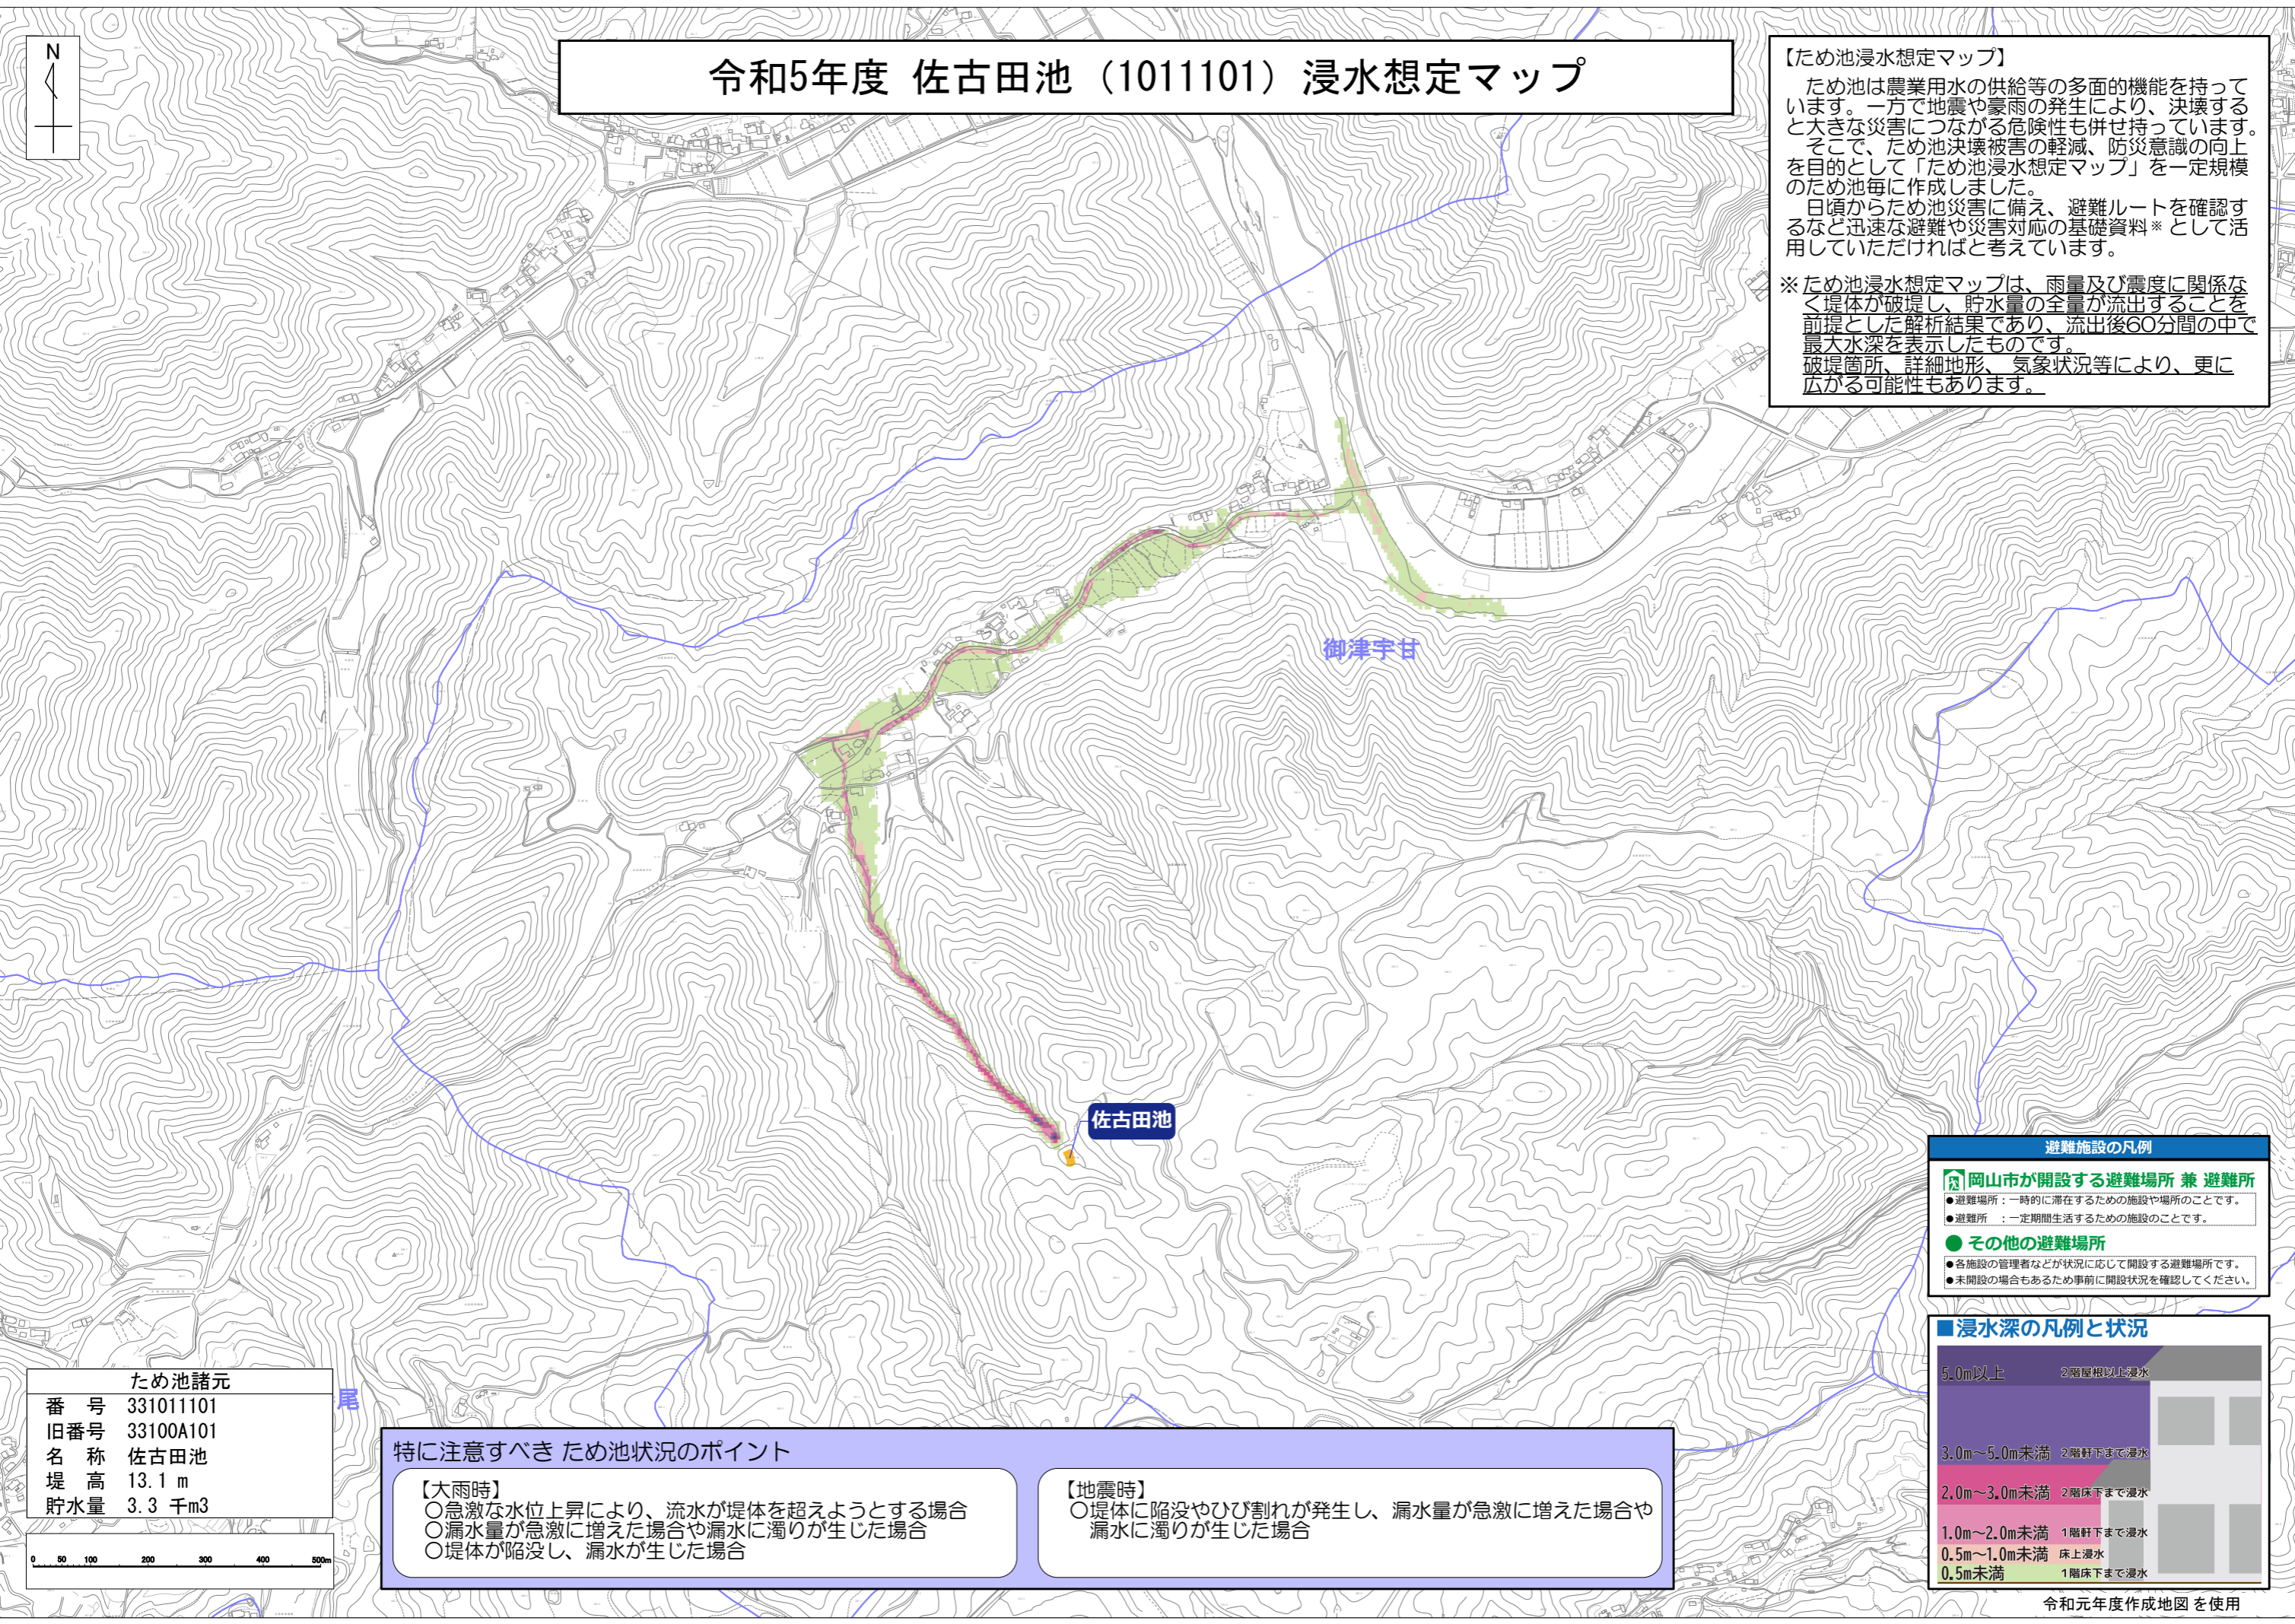 N
令和5年度 佐古田池（1011101）浸水想定マップ
【ため池浸水想定マップ】
ため池は農業用水の供給等の多面的機能を持って
います。一方で地震や豪雨の発生により、決壊する
と大きな災害につながる危険性も併せ持っています。
そこで、ため池決壊被害の軽減、防災意識の向上
を目的として「ため池浸水想定マップ」を一定規模
のため池毎に作成しました。
日頃からため池災害に備え、避難ルートを確認す
るなど迅速な避難や災害対応の基礎資料※として活
用していただければと考えています。
※ため池浸水想定マップは、雨量及び震度に関係な
く堤体が破堤し、貯水量の全量が流出することを
前提とした解析結果であり、流出後60分間の中で
最大水深を表示したものです。
破堤箇所、詳細地形、気象状況等により、更に
広がる可能性もあります。
御津宇甘
佐古田池
尾
避難施設の凡例
岡山市が開設する避難場所 兼 避難所
●避難場所：一時的に滞在するための施設や場所のことです。
●避難所　：一定期間生活するための施設のことです。
● その他の避難場所
●各施設の管理者などが状況に応じて開設する避難場所です。
●未開設の場合もあるため事前に開設状況を確認してください。
■浸水深の凡例と状況
5.0m以上 2階屋根以上浸水
3.0m～5.0m未満 2階軒下まで浸水
2.0m～3.0m未満 2階床下まで浸水
1.0m～2.0m未満 1階軒下まで浸水
0.5m～1.0m未満 床上浸水
0.5m未満 1階床下まで浸水
令和元年度作成地図を使用
ため池諸元
番　号 331011101
旧番号 33100A101
名　称 佐古田池
堤　高 13.1 m
貯水量 3.3 千m3
0 50 100 200 300 400 500m
特に注意すべき ため池状況のポイント
【大雨時】
○急激な水位上昇により、流水が堤体を超えようとする場合
○漏水量が急激に増えた場合や漏水に濁りが生じた場合
○堤体が陥没し、漏水が生じた場合
【地震時】
○堤体に陥没やひび割れが発生し、漏水量が急激に増えた場合や
漏水に濁りが生じた場合